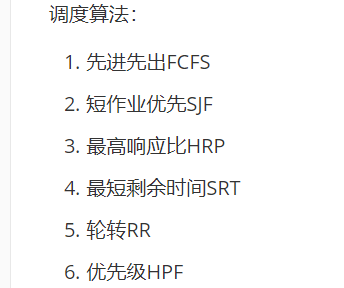 调度算法：
1. 先进先出FCFS
2. 短作业优先SJF
3. 最高响应比HRP
4. 最短剩余时间SRT
5. 轮转RR
6. 优先级HPF